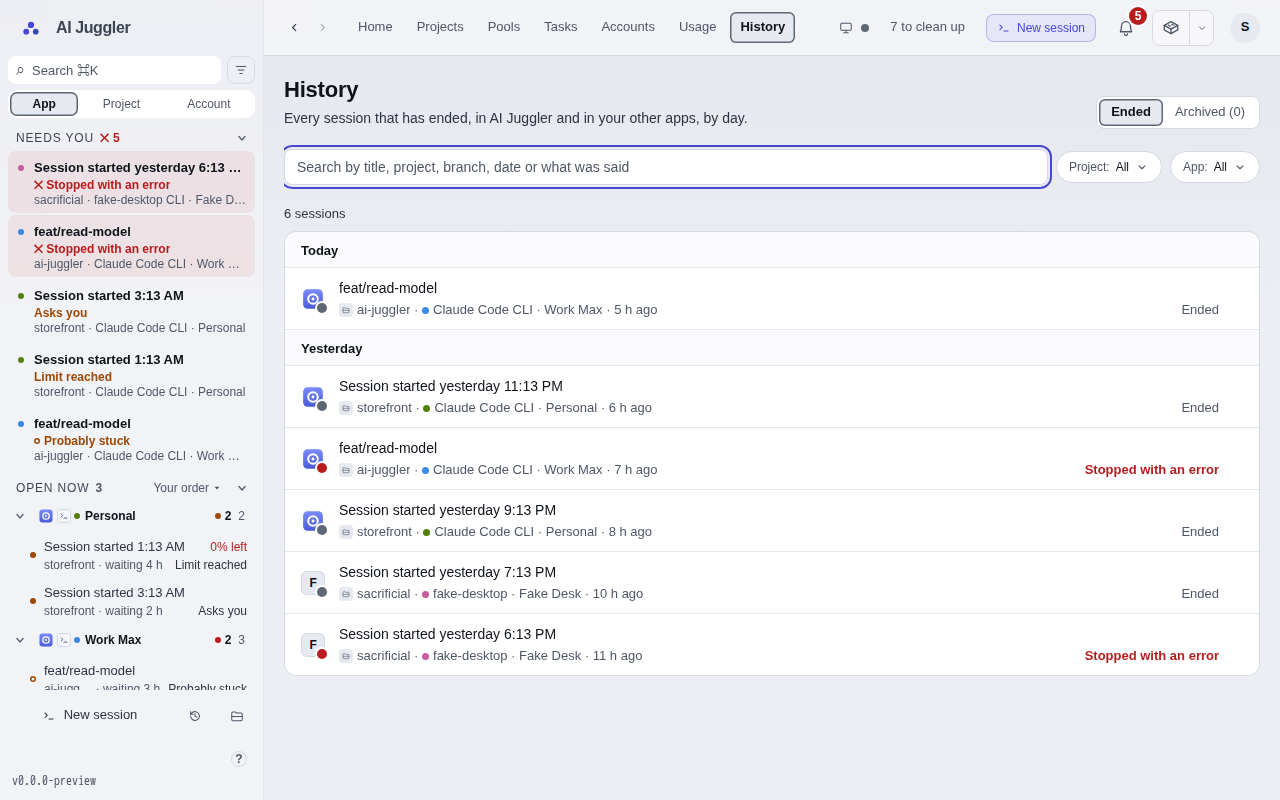 AI Juggler
Search ⌘K
App
Project
Account
NEEDS YOU 5
Session started yesterday 6:13 …
Stopped with an error
sacrificial · fake-desktop CLI · Fake D…
feat/read-model
Stopped with an error
ai-juggler · Claude Code CLI · Work …
Session started 3:13 AM
Asks you
storefront · Claude Code CLI · Personal
Session started 1:13 AM
Limit reached
storefront · Claude Code CLI · Personal
feat/read-model
Probably stuck
ai-juggler · Claude Code CLI · Work …
OPEN NOW 3
Your order
Personal
2 2
Session started 1:13 AM
0% left
storefront · waiting 4 h
Limit reached
Session started 3:13 AM
storefront · waiting 2 h
Asks you
Work Max
2 3
feat/read-model
ai-jugg… · waiting 3 h
Probably stuck
New session
?
v0.0.0-preview
Home
Projects
Pools
Tasks
Accounts
Usage
History
7 to clean up
New session
5
S
History
Every session that has ended, in AI Juggler and in your other apps, by day.
Ended
Archived (0)
Search by title, project, branch, date or what was said
Project: All
App: All
6 sessions
Today
feat/read-model
ai-juggler · Claude Code CLI · Work Max · 5 h ago
Ended
Yesterday
Session started yesterday 11:13 PM
storefront · Claude Code CLI · Personal · 6 h ago
Ended
feat/read-model
ai-juggler · Claude Code CLI · Work Max · 7 h ago
Stopped with an error
Session started yesterday 9:13 PM
storefront · Claude Code CLI · Personal · 8 h ago
Ended
F
Session started yesterday 7:13 PM
sacrificial · fake-desktop · Fake Desk · 10 h ago
Ended
F
Session started yesterday 6:13 PM
sacrificial · fake-desktop · Fake Desk · 11 h ago
Stopped with an error